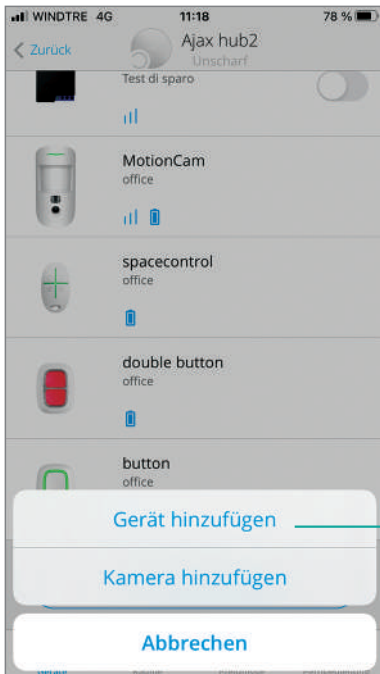 WINDTRE 4G 11:18 78 %
Zurück Ajax hub2
Unscharf
Test di sparo
MotionCam
office
spacecontrol
office
double button
office
button
office
Gerät hinzufügen
Kamera hinzufügen
Abbrechen